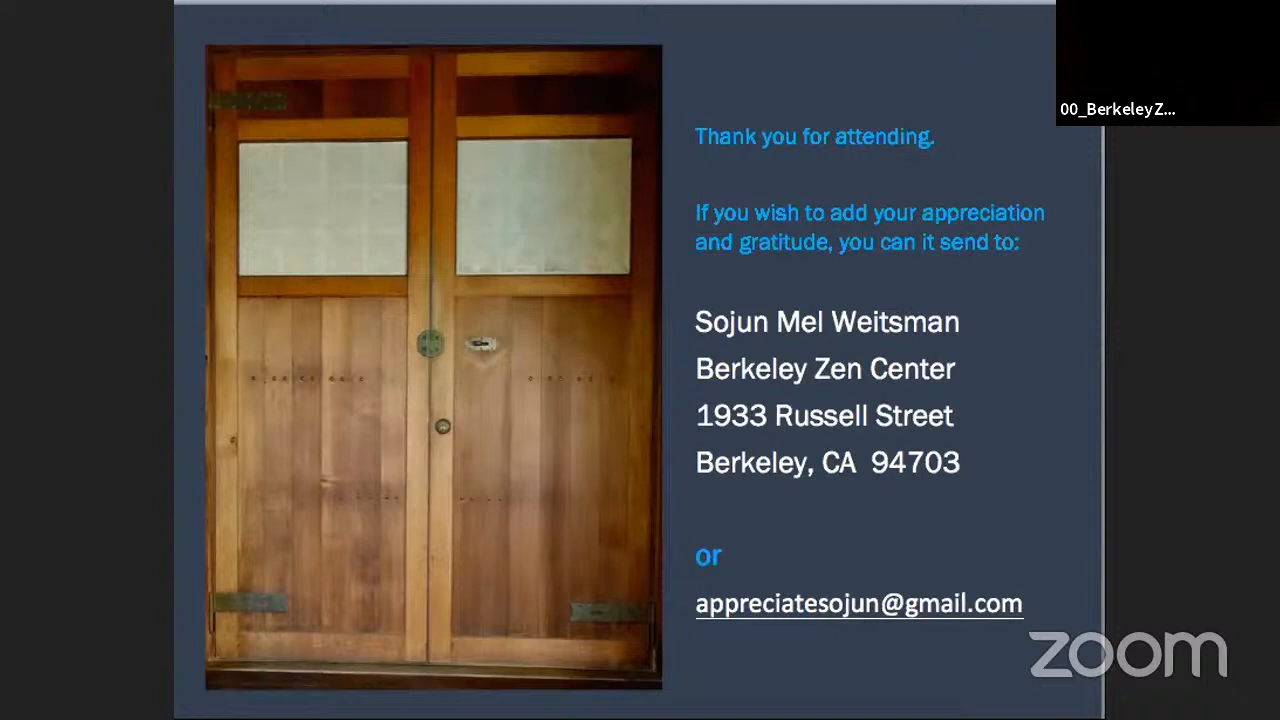 00_BerkeleyZ...
Thank you for attending.
If you wish to add your appreciation
and gratitude, you can it send to:
Sojun Mel Weitsman
Berkeley Zen Center
1933 Russell Street
Berkeley, CA  94703
or
appreciatesojun@gmail.com
zoom